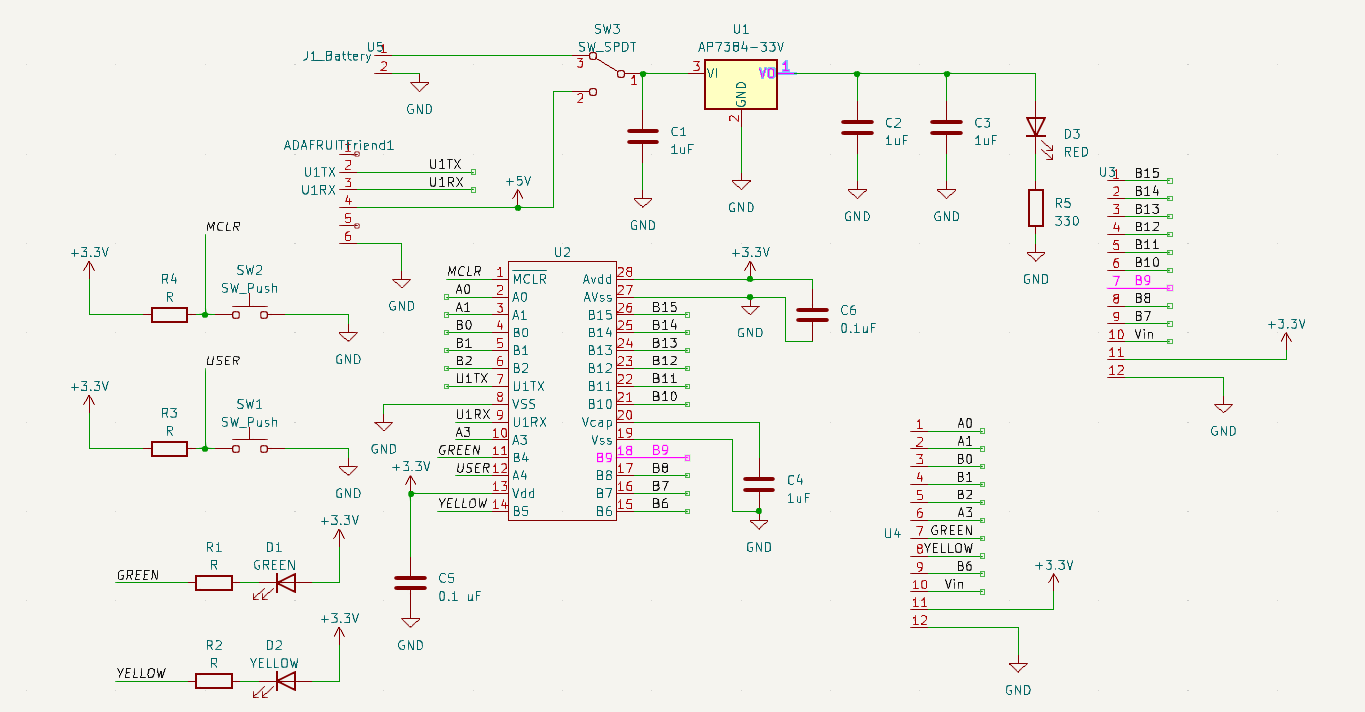 SW3
SW_SPDT
3
1
2
J1_Battery
U5
1
2
GND
U1
AP7384-33V
3
VI
VO
1
GND
2
GND
C1
1uF
GND
C2
1uF
GND
C3
1uF
GND
D3
RED
R5
330
GND
ADAFRUITfriend1
1
U1TX
2
U1TX
U1RX
3
U1RX
4
+5V
5
6
GND
U3
1 B15
2 B14
3 B13
4 B12
5 B11
6 B10
7 B9
8 B8
9 B7
10 Vin
11
12
+3.3V
GND
MCLR
+3.3V
R4
R
SW2
SW_Push
GND
USER
+3.3V
R3
R
SW1
SW_Push
GND
U2
MCLR 1 MCLR
A0 2 A0
A1 3 A1
B0 4 B0
B1 5 B1
B2 6 B2
U1TX 7 U1TX
8 VSS
U1RX 9 U1RX
A3 10 A3
GREEN 11 B4
USER 12 A4
13 Vdd
YELLOW 14 B5
Avdd 28
AVss 27
B15 26 B15
B14 25 B14
B13 24 B13
B12 23 B12
B11 22 B11
B10 21 B10
Vcap 20
Vss 19
B9 18 B9
B8 17 B8
B7 16 B7
B6 15 B6
+3.3V
GND
C6
0.1uF
GND
+3.3V
C4
1uF
GND
C5
0.1 uF
GND
GREEN
R1
R
D1
GREEN
+3.3V
YELLOW
R2
R
D2
YELLOW
+3.3V
U4
1 A0
2 A1
3 B0
4 B1
5 B2
6 A3
7 GREEN
8 YELLOW
9 B6
10 Vin
11
12
+3.3V
GND